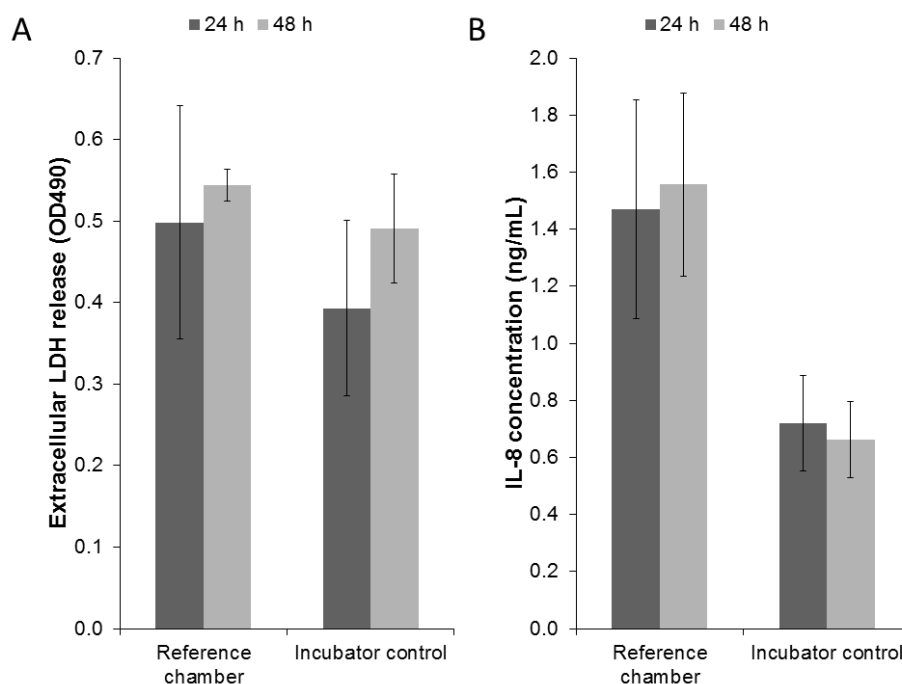 A
24 h 48 h
Extracellular LDH release (OD490)
0.7
0.6
0.5
0.4
0.3
0.2
0.1
0.0
Reference
chamber
Incubator control
B
24 h 48 h
IL-8 concentration (ng/mL)
2.0
1.8
1.6
1.4
1.2
1.0
0.8
0.6
0.4
0.2
0.0
Reference
chamber
Incubator control